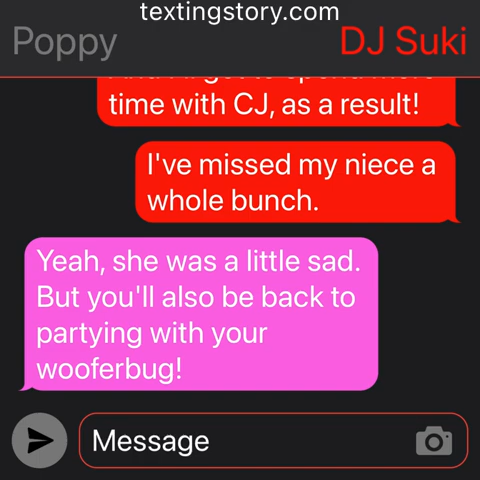 textingstory.com
Poppy
DJ Suki
time with CJ, as a result!
I've missed my niece a
whole bunch.
Yeah, she was a little sad.
But you'll also be back to
partying with your
wooferbug!
Message